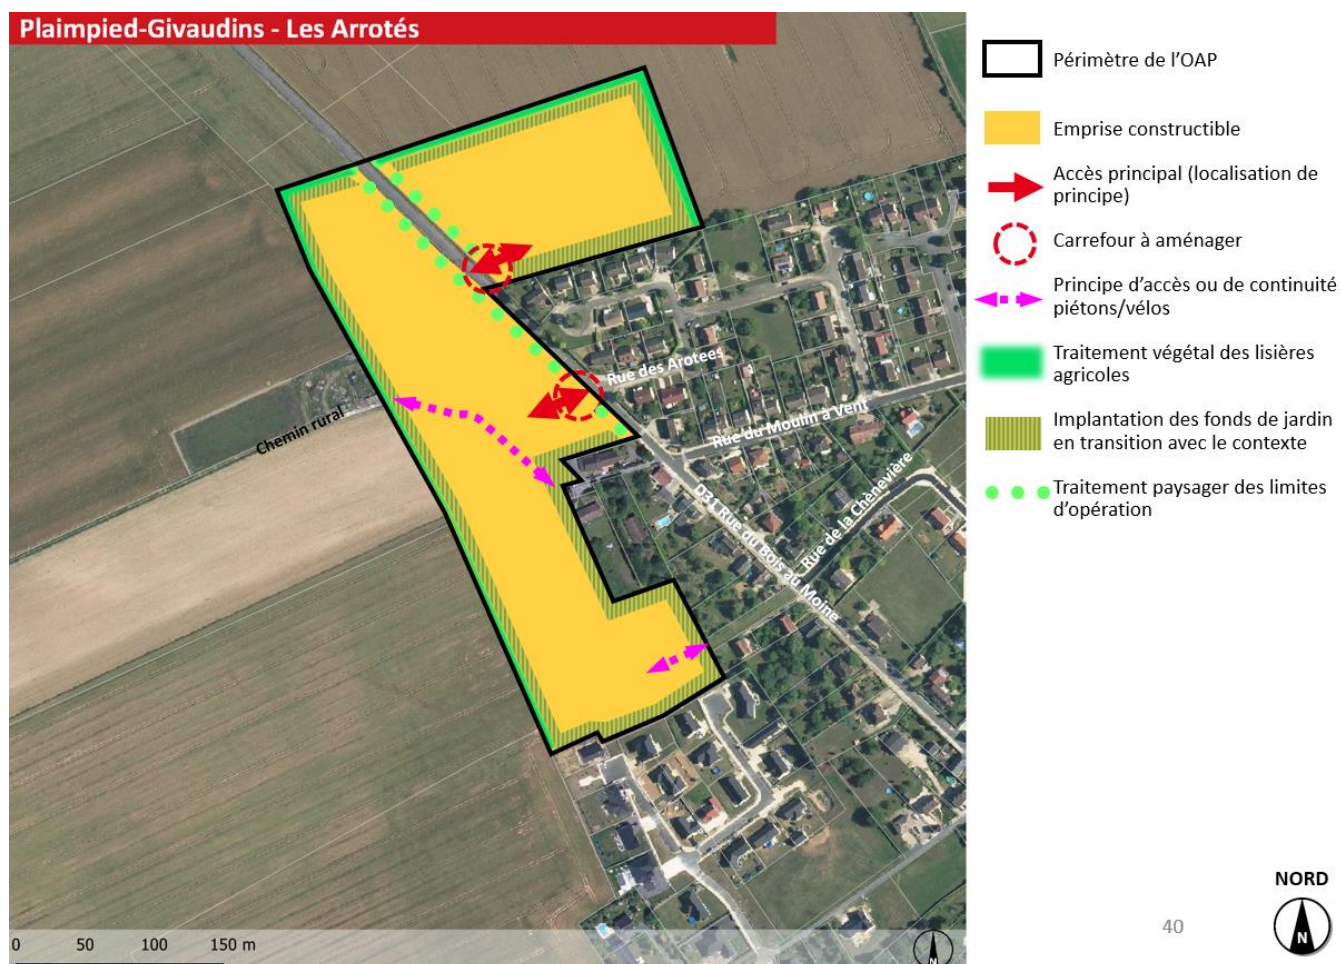 Plaimpied-Givaudins - Les Arrotés
Périmètre de l'OAP
Emprise constructible
Accès principal (localisation de
principe)
Carrefour à aménager
Principe d'accès ou de continuité
piétons/vélos
Traitement végétal des lisières
agricoles
Implantation des fonds de jardin
en transition avec le contexte
Traitement paysager des limites
d'opération
Rue des Arotees
Rue du Moulin à Vent
Chemin rural
D31 Rue du Bois au Moine
Rue de la Chènevière
0 50 100 150 m
N
40
NORD
N